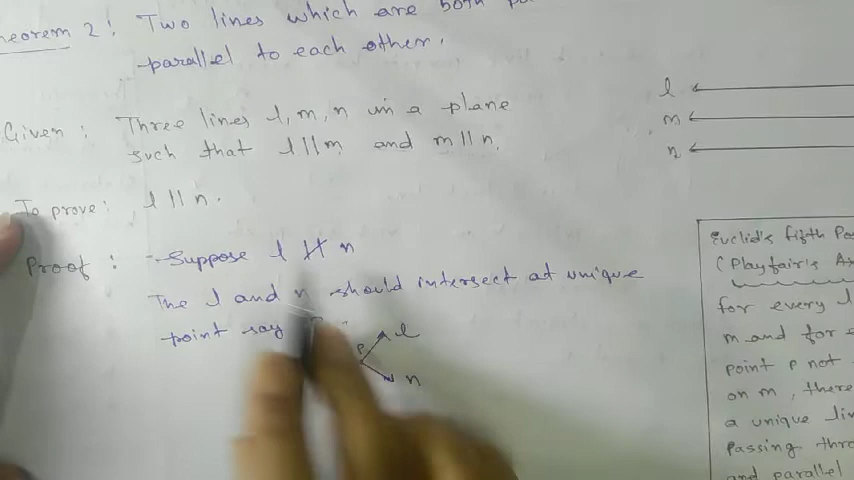 2: Two lines which are both
parallel to each other.
Given: Three lines l, m, n in a plane
such that l || m and m || n.
To prove: l || n.
Proof: Suppose l ∦ n
The l and n should intersect at unique
point say
P
l
n
l
m
n
Euclid's fifth
(Playfair's
for every
m and for
point P not
on m, there
a unique
Passing
and parallel